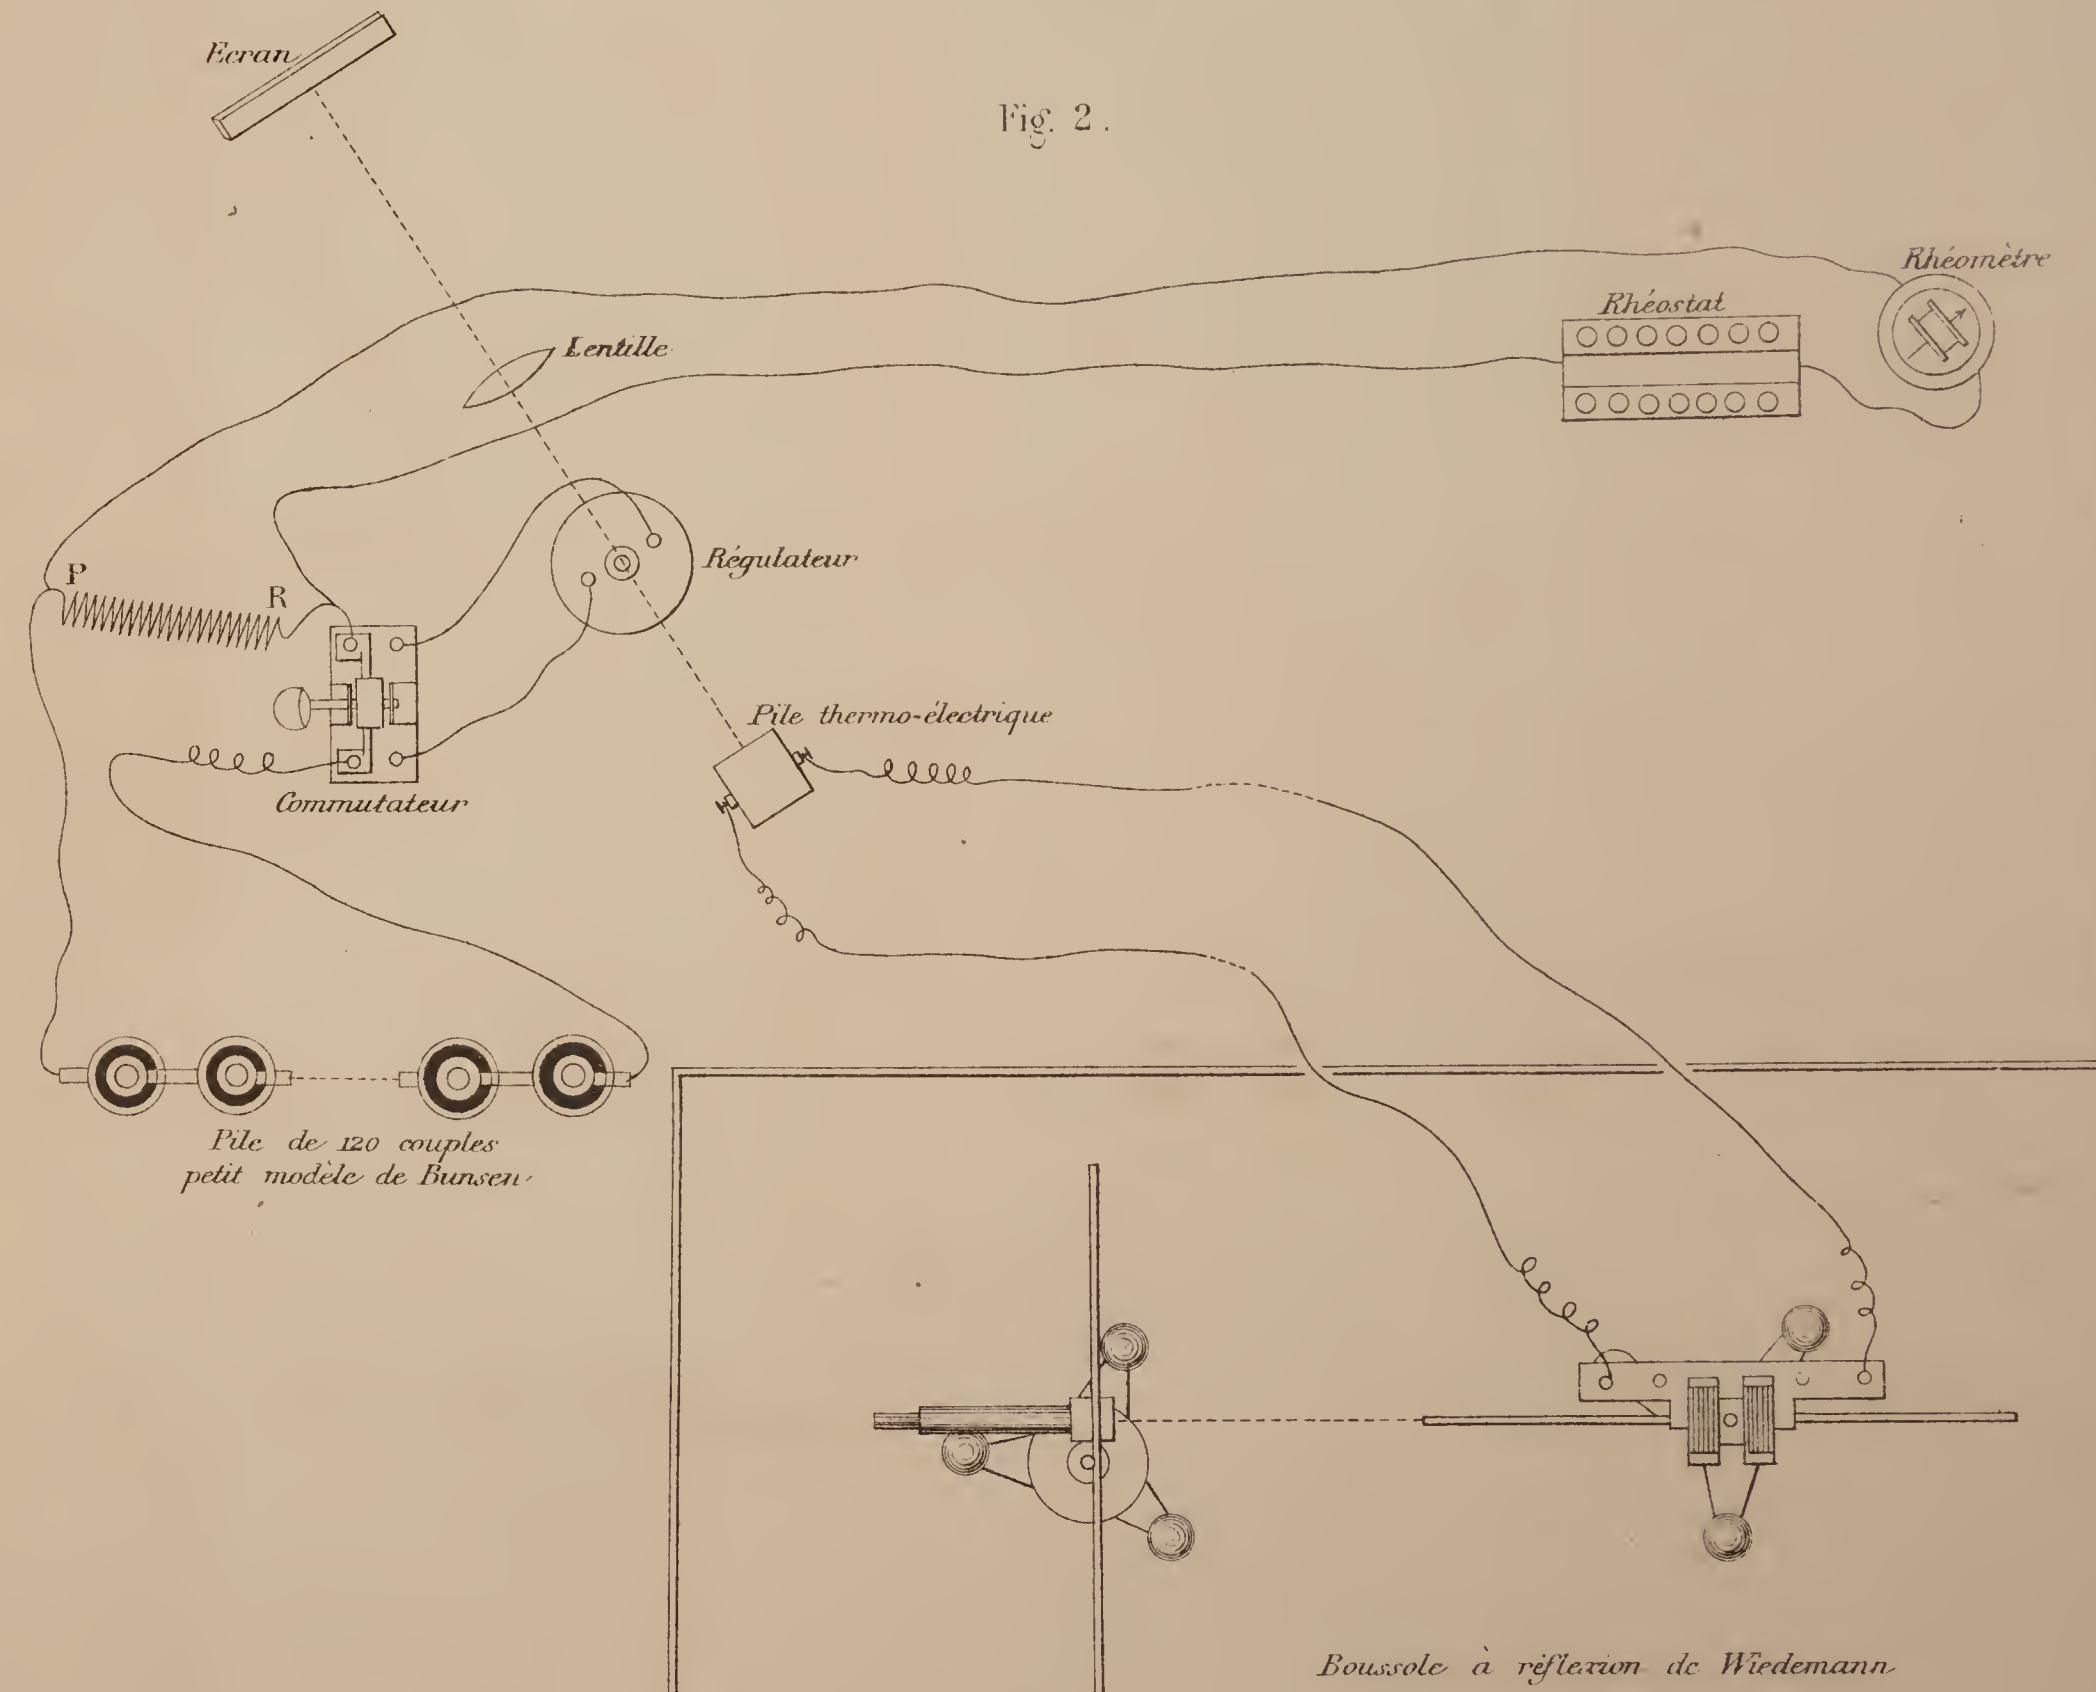 Ecran
Fig. 2.
Rhéomètre
Rhéostat
Lentille
Régulateur
P
R
Pile thermo-électrique
Commutateur
Pile de 120 couples
petit modèle de Bunsen
Boussole à réflexion de Wiedemann